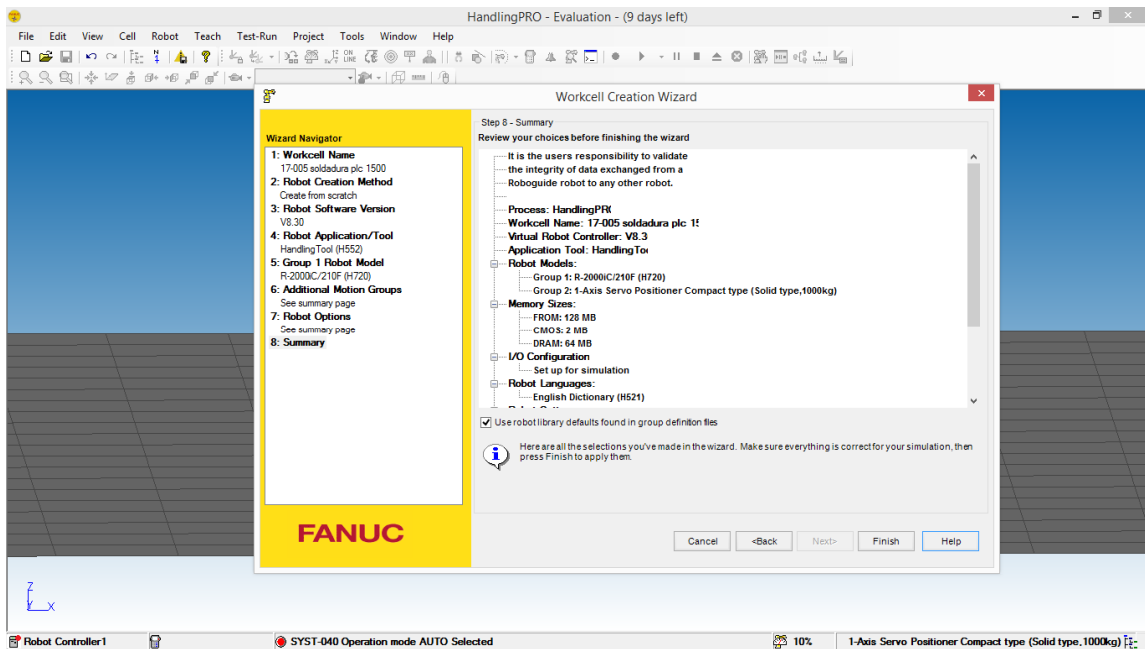 HandlingPRO - Evaluation - (9 days left)
File Edit View Cell Robot Teach Test-Run Project Tools Window Help
Workcell Creation Wizard
Wizard Navigator
1: Workcell Name
17-005 soldadura plc 1500
2: Robot Creation Method
Create from scratch
3: Robot Software Version
V8.30
4: Robot Application/Tool
HandlingTool (H552)
5: Group 1 Robot Model
R-2000iC/210F (H720)
6: Additional Motion Groups
See summary page
7: Robot Options
See summary page
8: Summary
FANUC
Step 8 - Summary
Review your choices before finishing the wizard
It is the users responsibility to validate
the integrity of data exchanged from a
Roboguide robot to any other robot.
Process: HandlingPR
Workcell Name: 17-005 soldadura plc 15
Virtual Robot Controller: V8.3
Application Tool: HandlingToo
Robot Models:
Group 1: R-2000iC/210F (H720)
Group 2: 1-Axis Servo Positioner Compact type (Solid type,1000kg)
Memory Sizes:
FROM: 128 MB
CMOS: 2 MB
DRAM: 64 MB
I/O Configuration
Set up for simulation
Robot Languages:
English Dictionary (H521)
Use robot library defaults found in group definition files
Here are all the selections you've made in the wizard. Make sure everything is correct for your simulation, then
press Finish to apply them.
Cancel <Back Next> Finish Help
Z
Y X
Robot Controller1 SYST-040 Operation mode AUTO Selected 10% 1-Axis Servo Positioner Compact type (Solid type,1000kg)